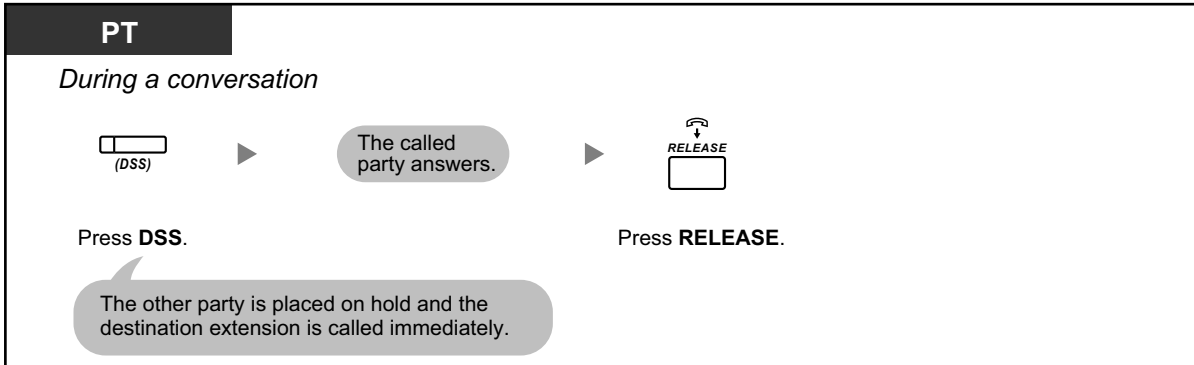 PT
During a conversation
(DSS)
The called
party answers.
RELEASE
Press DSS.
Press RELEASE.
The other party is placed on hold and the
destination extension is called immediately.